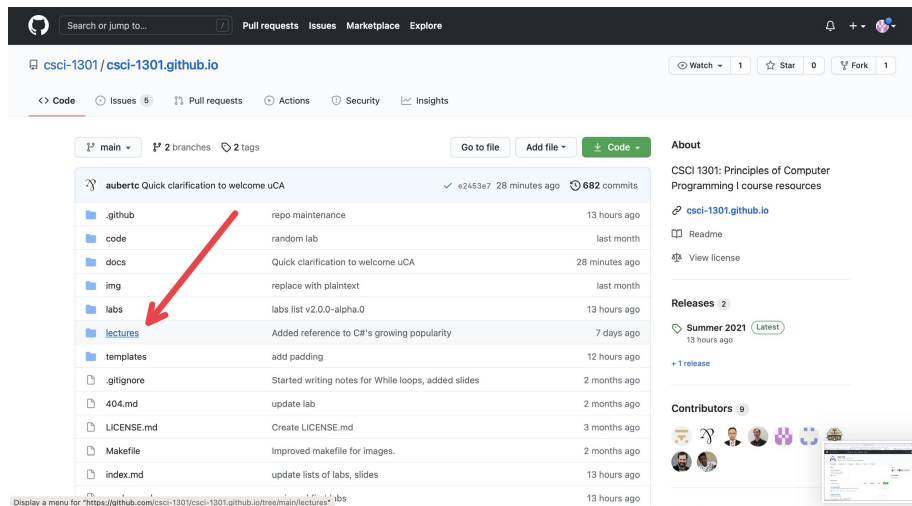 Search or jump to... / Pull requests Issues Marketplace Explore
csci-1301 / csci-1301.github.io Watch 1 Star 0 Fork 1
<> Code Issues 5 Pull requests Actions Security Insights
main 2 branches 2 tags Go to file Add file Code
aubertc Quick clarification to welcome uCA e2453e7 28 minutes ago 682 commits
.github repo maintenance 13 hours ago
code random lab last month
docs Quick clarification to welcome uCA 28 minutes ago
img replace with plaintext last month
labs labs list v2.0.0-alpha.0 13 hours ago
lectures Added reference to C#'s growing popularity 7 days ago
templates add padding 12 hours ago
.gitignore Started writing notes for While loops, added slides 2 months ago
404.md update lab 2 months ago
LICENSE.md Create LICENSE.md 3 months ago
Makefile Improved makefile for images. 2 months ago
index.md update lists of labs, slides 13 hours ago
13 hours ago
Display a menu for "https://github.com/csci-1301/csci-1301.github.io/tree/main/lectures"
About
CSCI 1301: Principles of Computer
Programming I course resources
csci-1301.github.io
Readme
View license
Releases 2
Summer 2021 Latest
13 hours ago
+ 1 release
Contributors 9